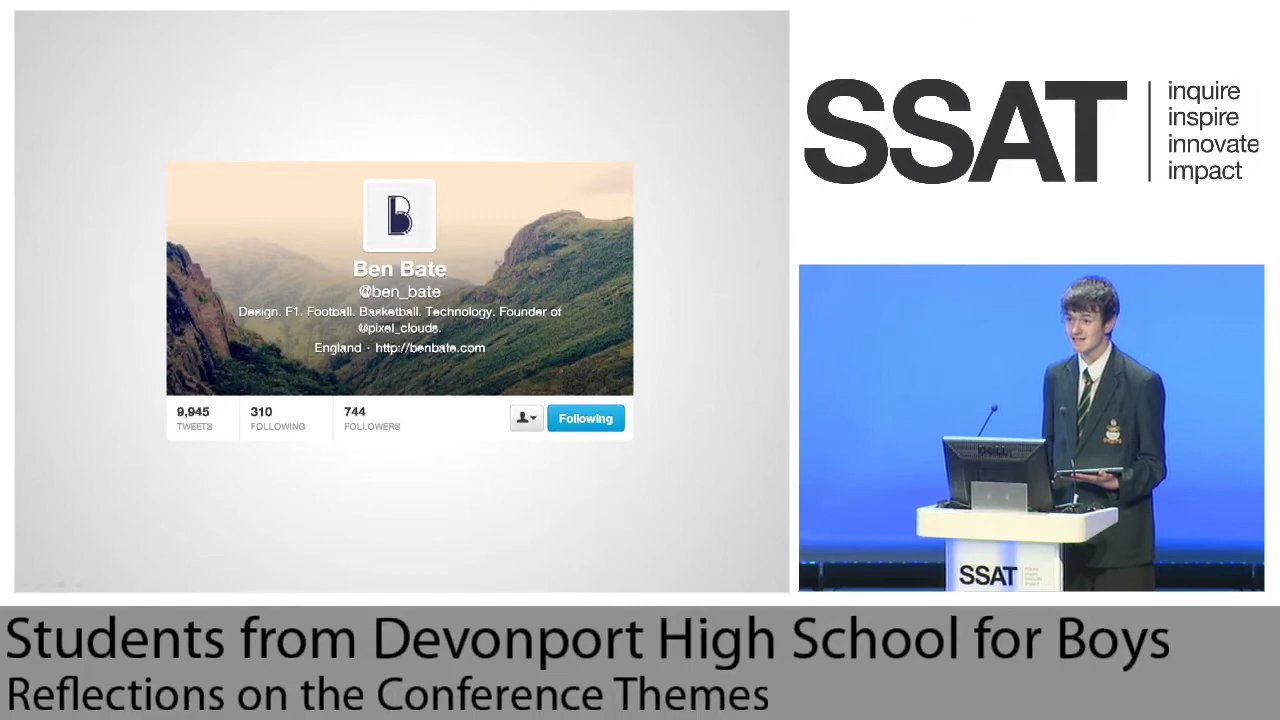 B
Ben Bate
@ben_bate
Design. F1. Football. Basketball. Technology. Founder of
@pixel_clouds.
England · http://benbate.com
9,945
TWEETS
310
FOLLOWING
744
FOLLOWERS
Following
SSAT
inquire
inspire
innovate
impact
SSAT
Students from Devonport High School for Boys
Reflections on the Conference Themes